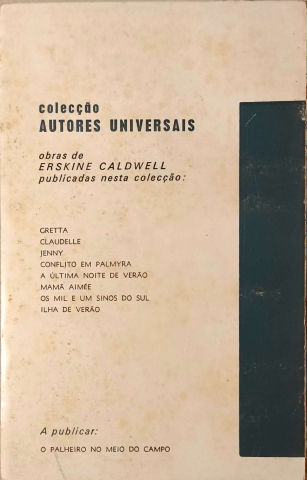 colecção
AUTORES UNIVERSAIS
obras de
ERSKINE CALDWELL
publicadas nesta colecção:
GRETTA
CLAUDELLE
JENNY
CONFLITO EM PALMYRA
A ÚLTIMA NOITE DE VERÃO
MAMÃ AIMÉE
OS MIL E UM SINOS DO SUL
ILHA DE VERÃO
A publicar:
O PALHEIRO NO MEIO DO CAMPO